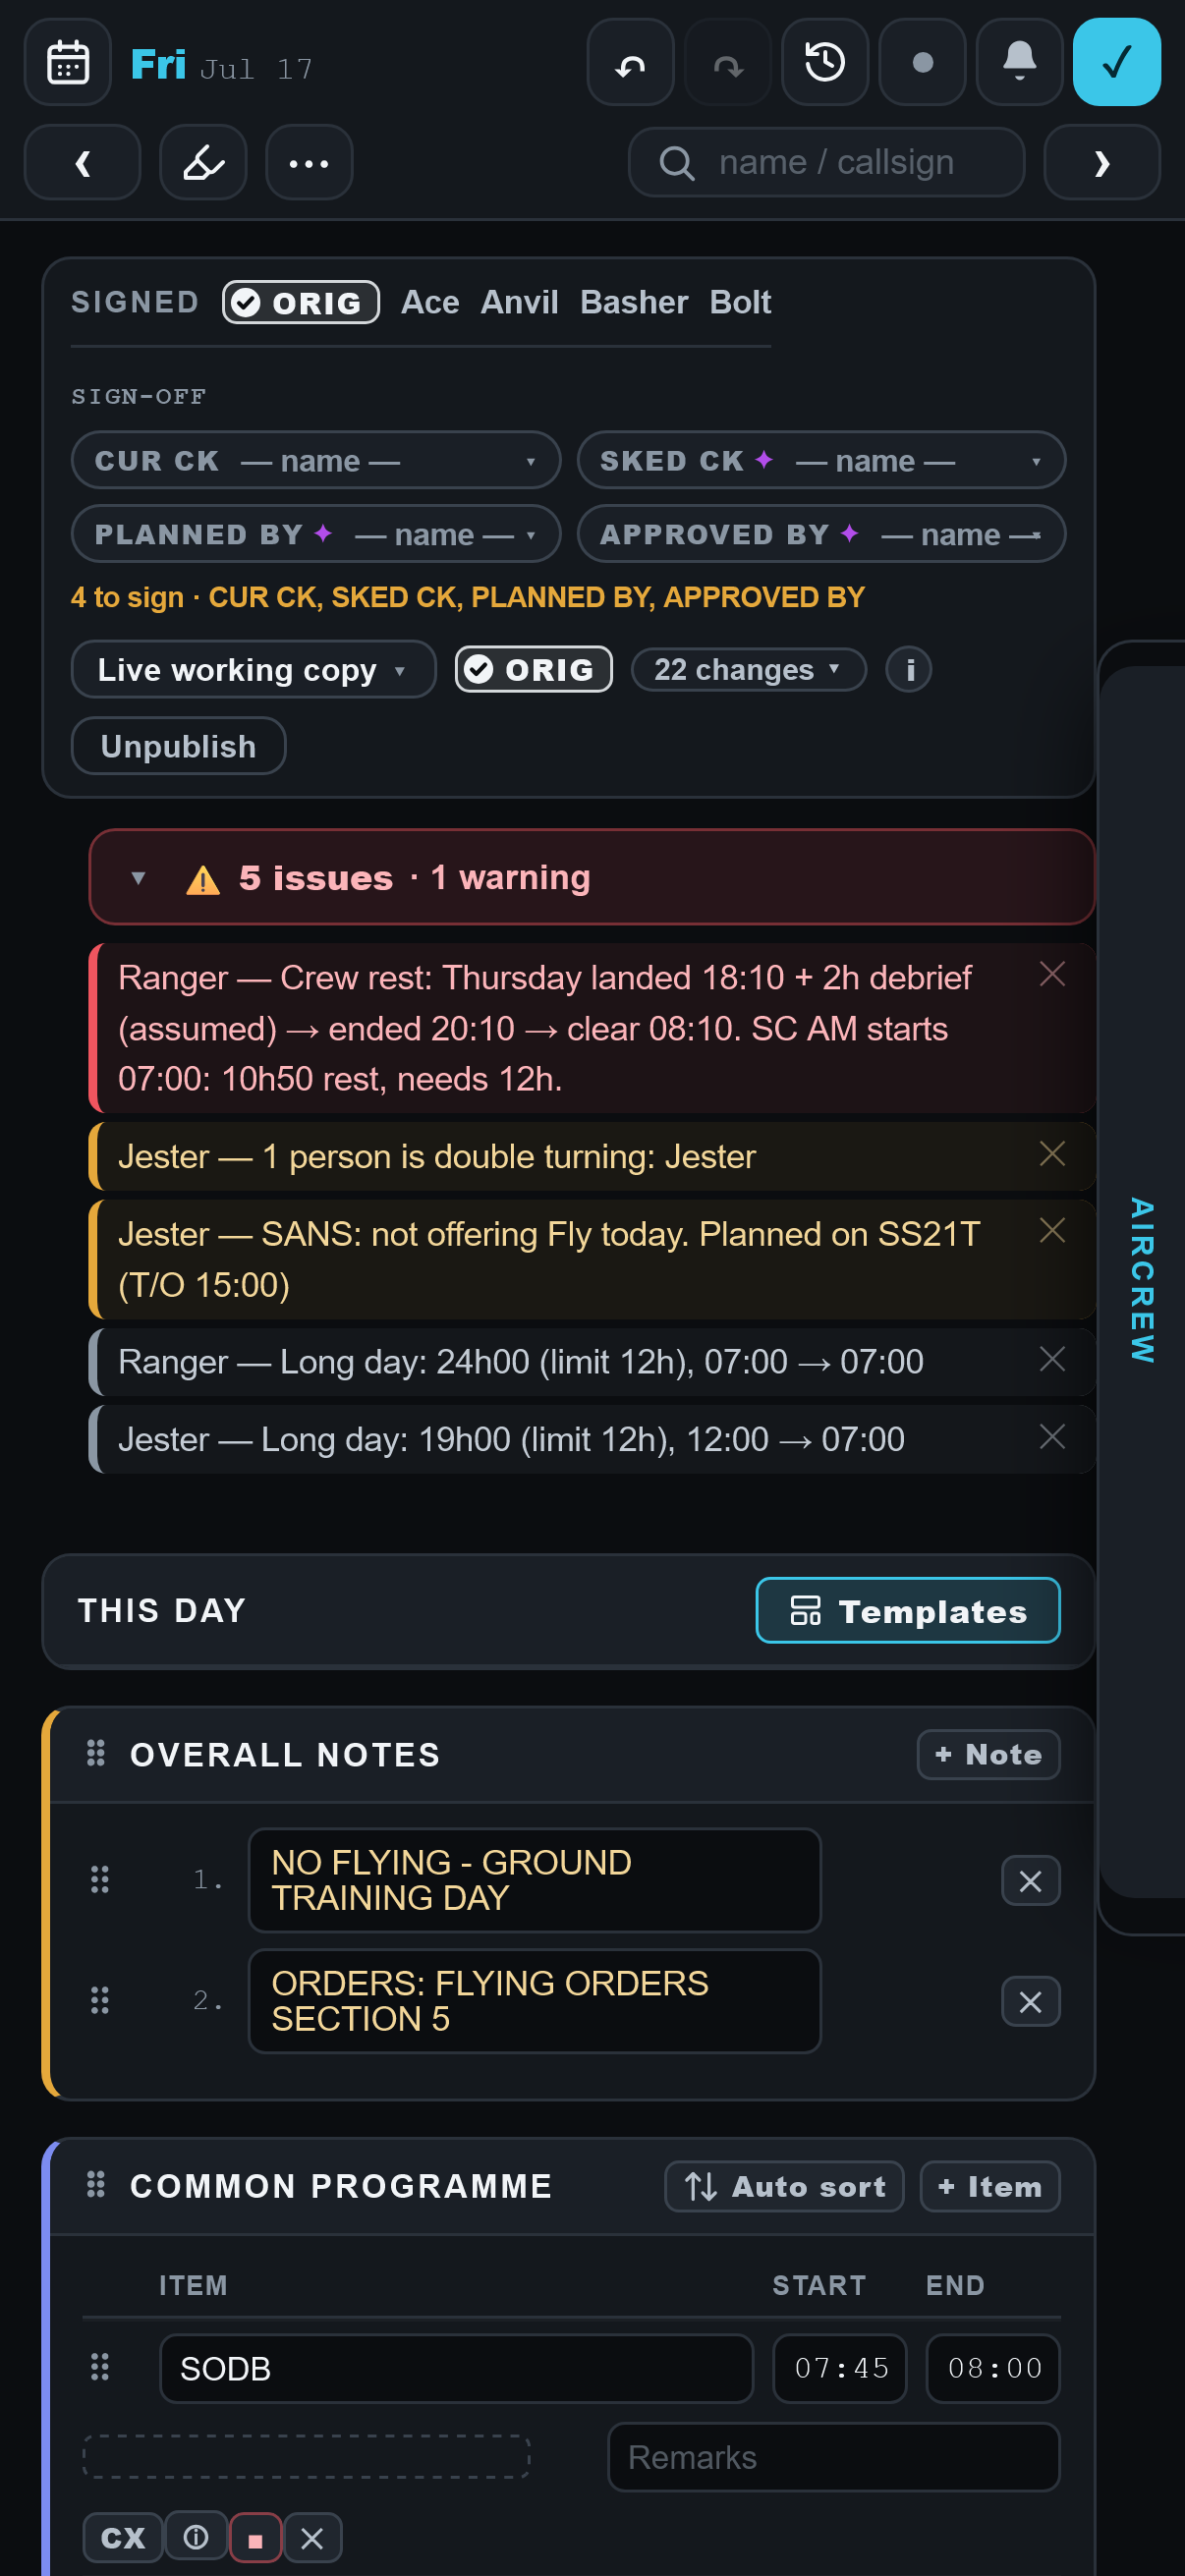 Fri Jul 17
name / callsign
SIGNED ORIG Ace Anvil Basher Bolt
SIGN-OFF
CUR CK — name —
SKED CK ✦ — name —
PLANNED BY ✦ — name —
APPROVED BY ✦ — name —
4 to sign · CUR CK, SKED CK, PLANNED BY, APPROVED BY
Live working copy ORIG 22 changes i
Unpublish
5 issues · 1 warning
Ranger — Crew rest: Thursday landed 18:10 + 2h debrief
(assumed) → ended 20:10 → clear 08:10. SC AM starts
07:00: 10h50 rest, needs 12h.
Jester — 1 person is double turning: Jester
Jester — SANS: not offering Fly today. Planned on SS21T
(T/O 15:00)
Ranger — Long day: 24h00 (limit 12h), 07:00 → 07:00
Jester — Long day: 19h00 (limit 12h), 12:00 → 07:00
AIRCREW
THIS DAY Templates
OVERALL NOTES + Note
1. NO FLYING - GROUND
TRAINING DAY
2. ORDERS: FLYING ORDERS
SECTION 5
COMMON PROGRAMME Auto sort + Item
ITEM START END
SODB 07:45 08:00
Remarks
CX